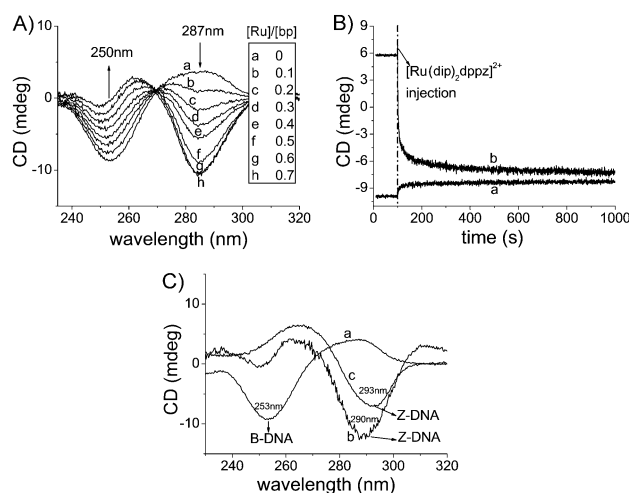 A)
CD (mdeg)
10
0
-10
250nm
287nm
a
b
c
d
e
f
g
h
[Ru]/[bp]
a 0
b 0.1
c 0.2
d 0.3
e 0.4
f 0.5
g 0.6
h 0.7
240 260 280 300 320
wavelength (nm)
B)
CD (mdeg)
9
6
3
0
-3
-6
-9
[Ru(dip)2dppz]2+
injection
b
a
200 400 600 800 1000
time (s)
C)
CD (mdeg)
10
0
-10
a
c
293nm
253nm
290nm
Z-DNA
B-DNA
b
Z-DNA
240 260 280 300 320
wavelength (nm)